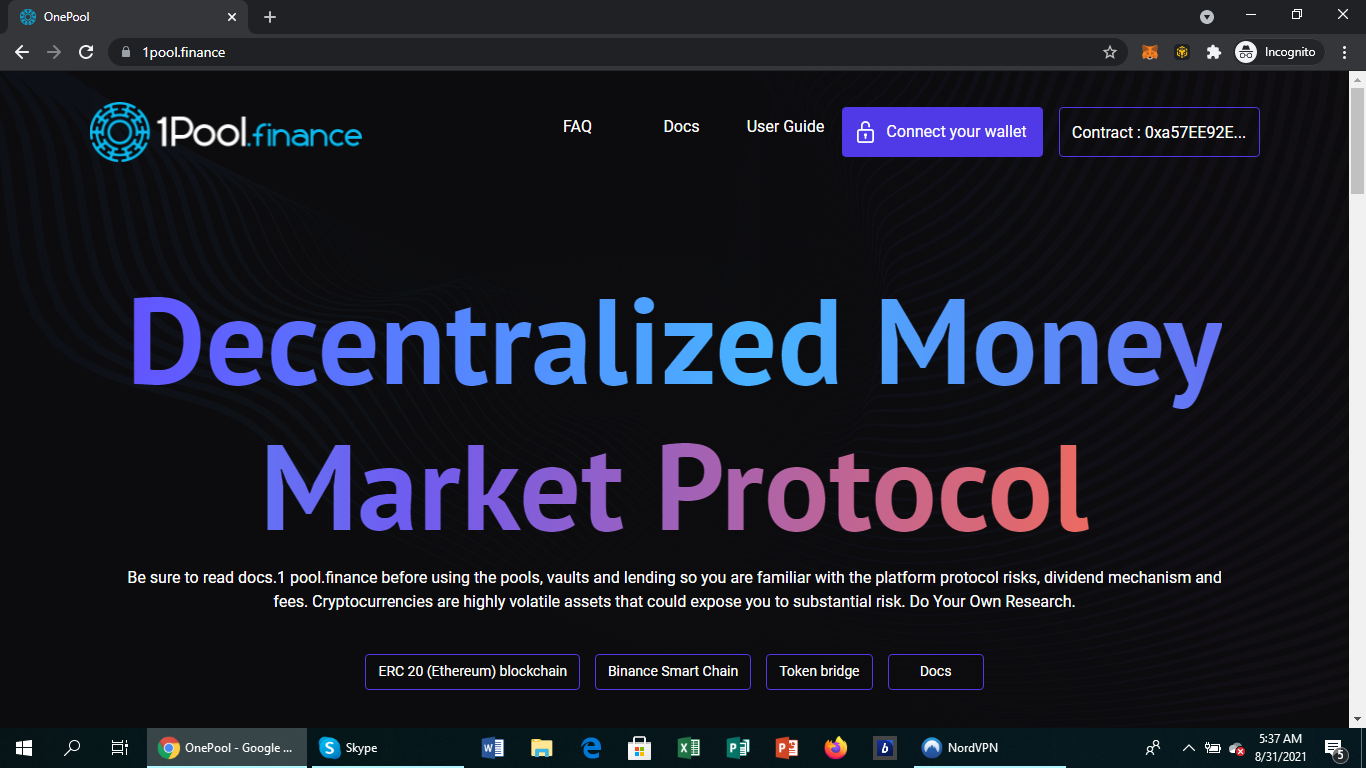 OnePool
1pool.finance
Incognito
1Pool.finance
FAQ
Docs
User Guide
Connect your wallet
Contract : 0xa57EE92E...
Decentralized Money
Market Protocol
Be sure to read docs.1 pool.finance before using the pools, vaults and lending so you are familiar with the platform protocol risks, dividend mechanism and
fees. Cryptocurrencies are highly volatile assets that could expose you to substantial risk. Do Your Own Research.
ERC 20 (Ethereum) blockchain
Binance Smart Chain
Token bridge
Docs
OnePool - Google ...
Skype
NordVPN
5:37 AM
8/31/2021
5